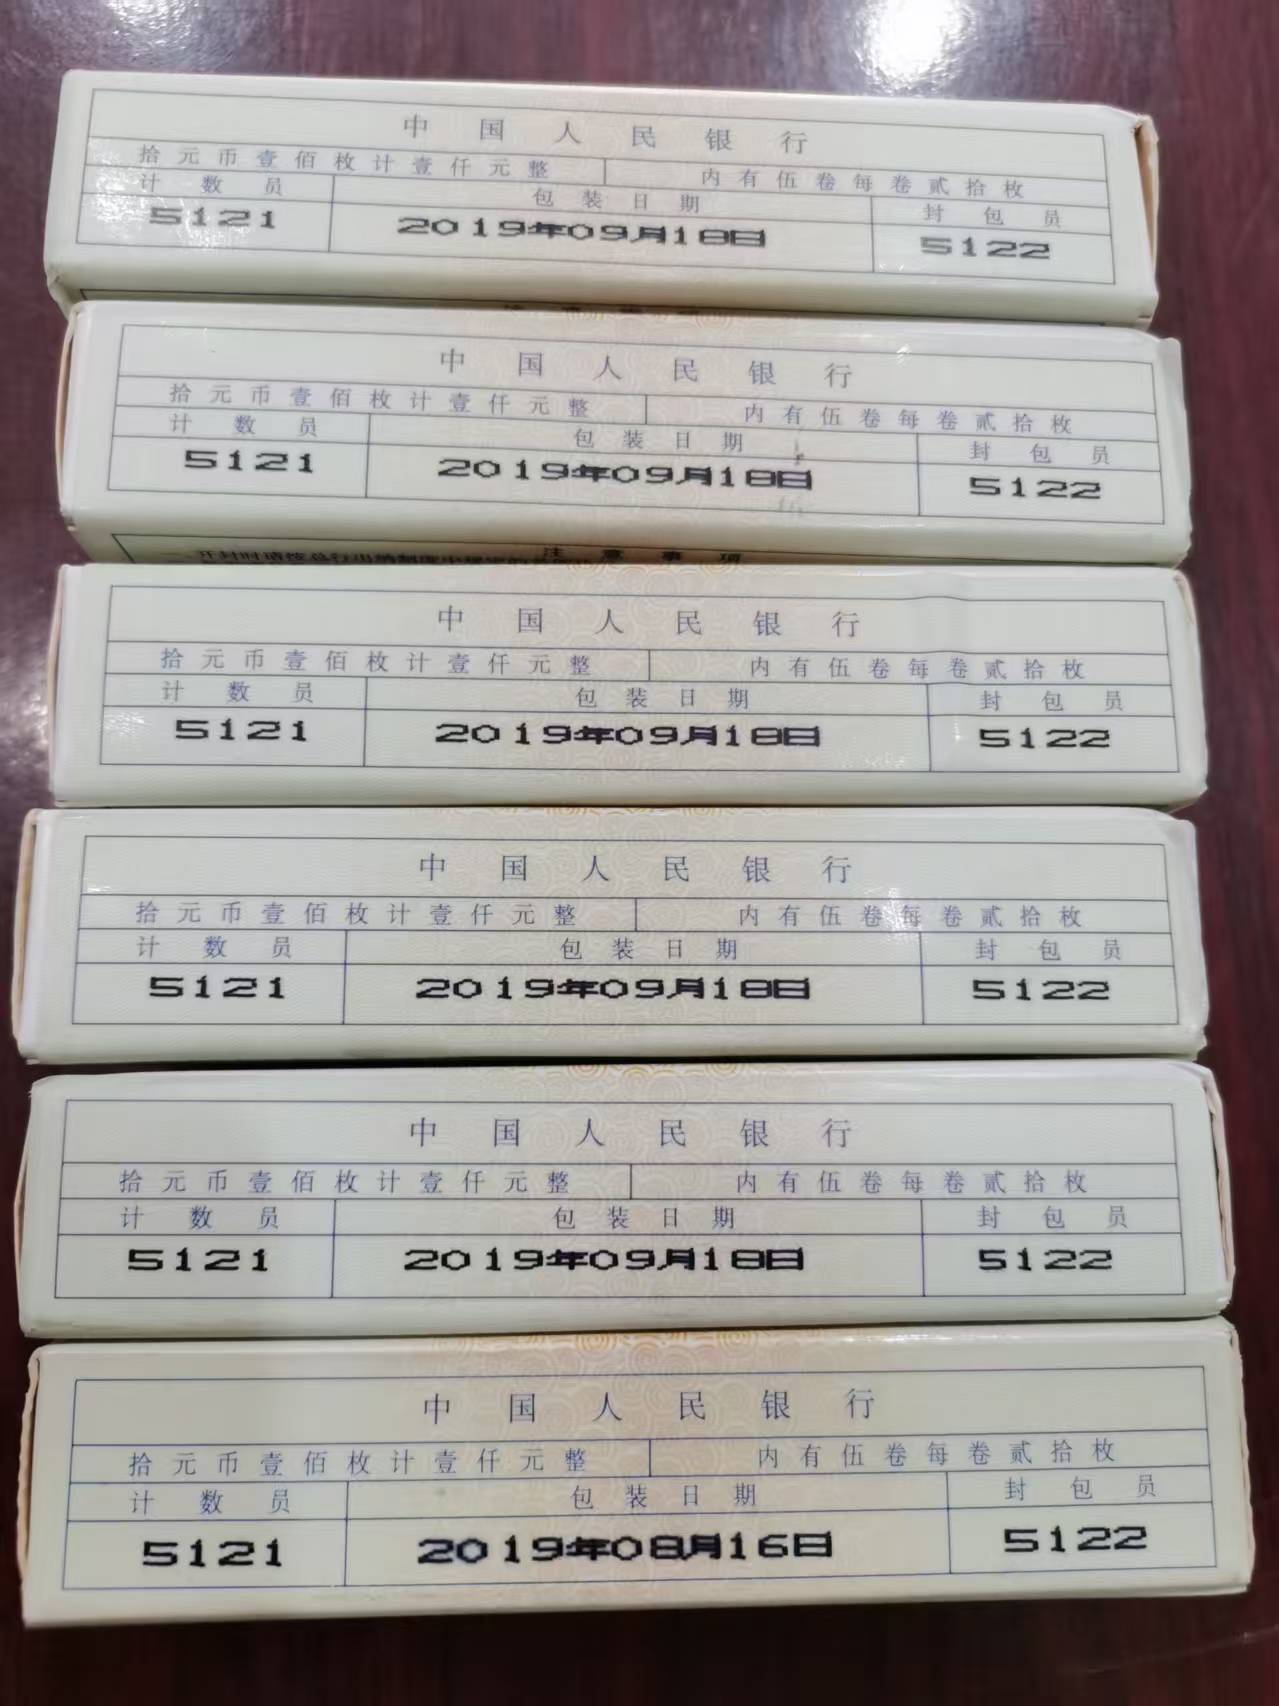 中国人民银行
拾元币壹佰枚计壹仟元整 内有伍卷每卷贰拾枚
计数员 包装日期 封包员
5121 2019年09月18日 5122
中国人民银行
拾元币壹佰枚计壹仟元整 内有伍卷每卷贰拾枚
计数员 包装日期 封包员
5121 2019年09月18日 5122
注意事项
中国人民银行
拾元币壹佰枚计壹仟元整 内有伍卷每卷贰拾枚
计数员 包装日期 封包员
5121 2019年09月18日 5122
中国人民银行
拾元币壹佰枚计壹仟元整 内有伍卷每卷贰拾枚
计数员 包装日期 封包员
5121 2019年09月18日 5122
中国人民银行
拾元币壹佰枚计壹仟元整 内有伍卷每卷贰拾枚
计数员 包装日期 封包员
5121 2019年09月18日 5122
中国人民银行
拾元币壹佰枚计壹仟元整 内有伍卷每卷贰拾枚
计数员 包装日期 封包员
5121 2019年08月16日 5122